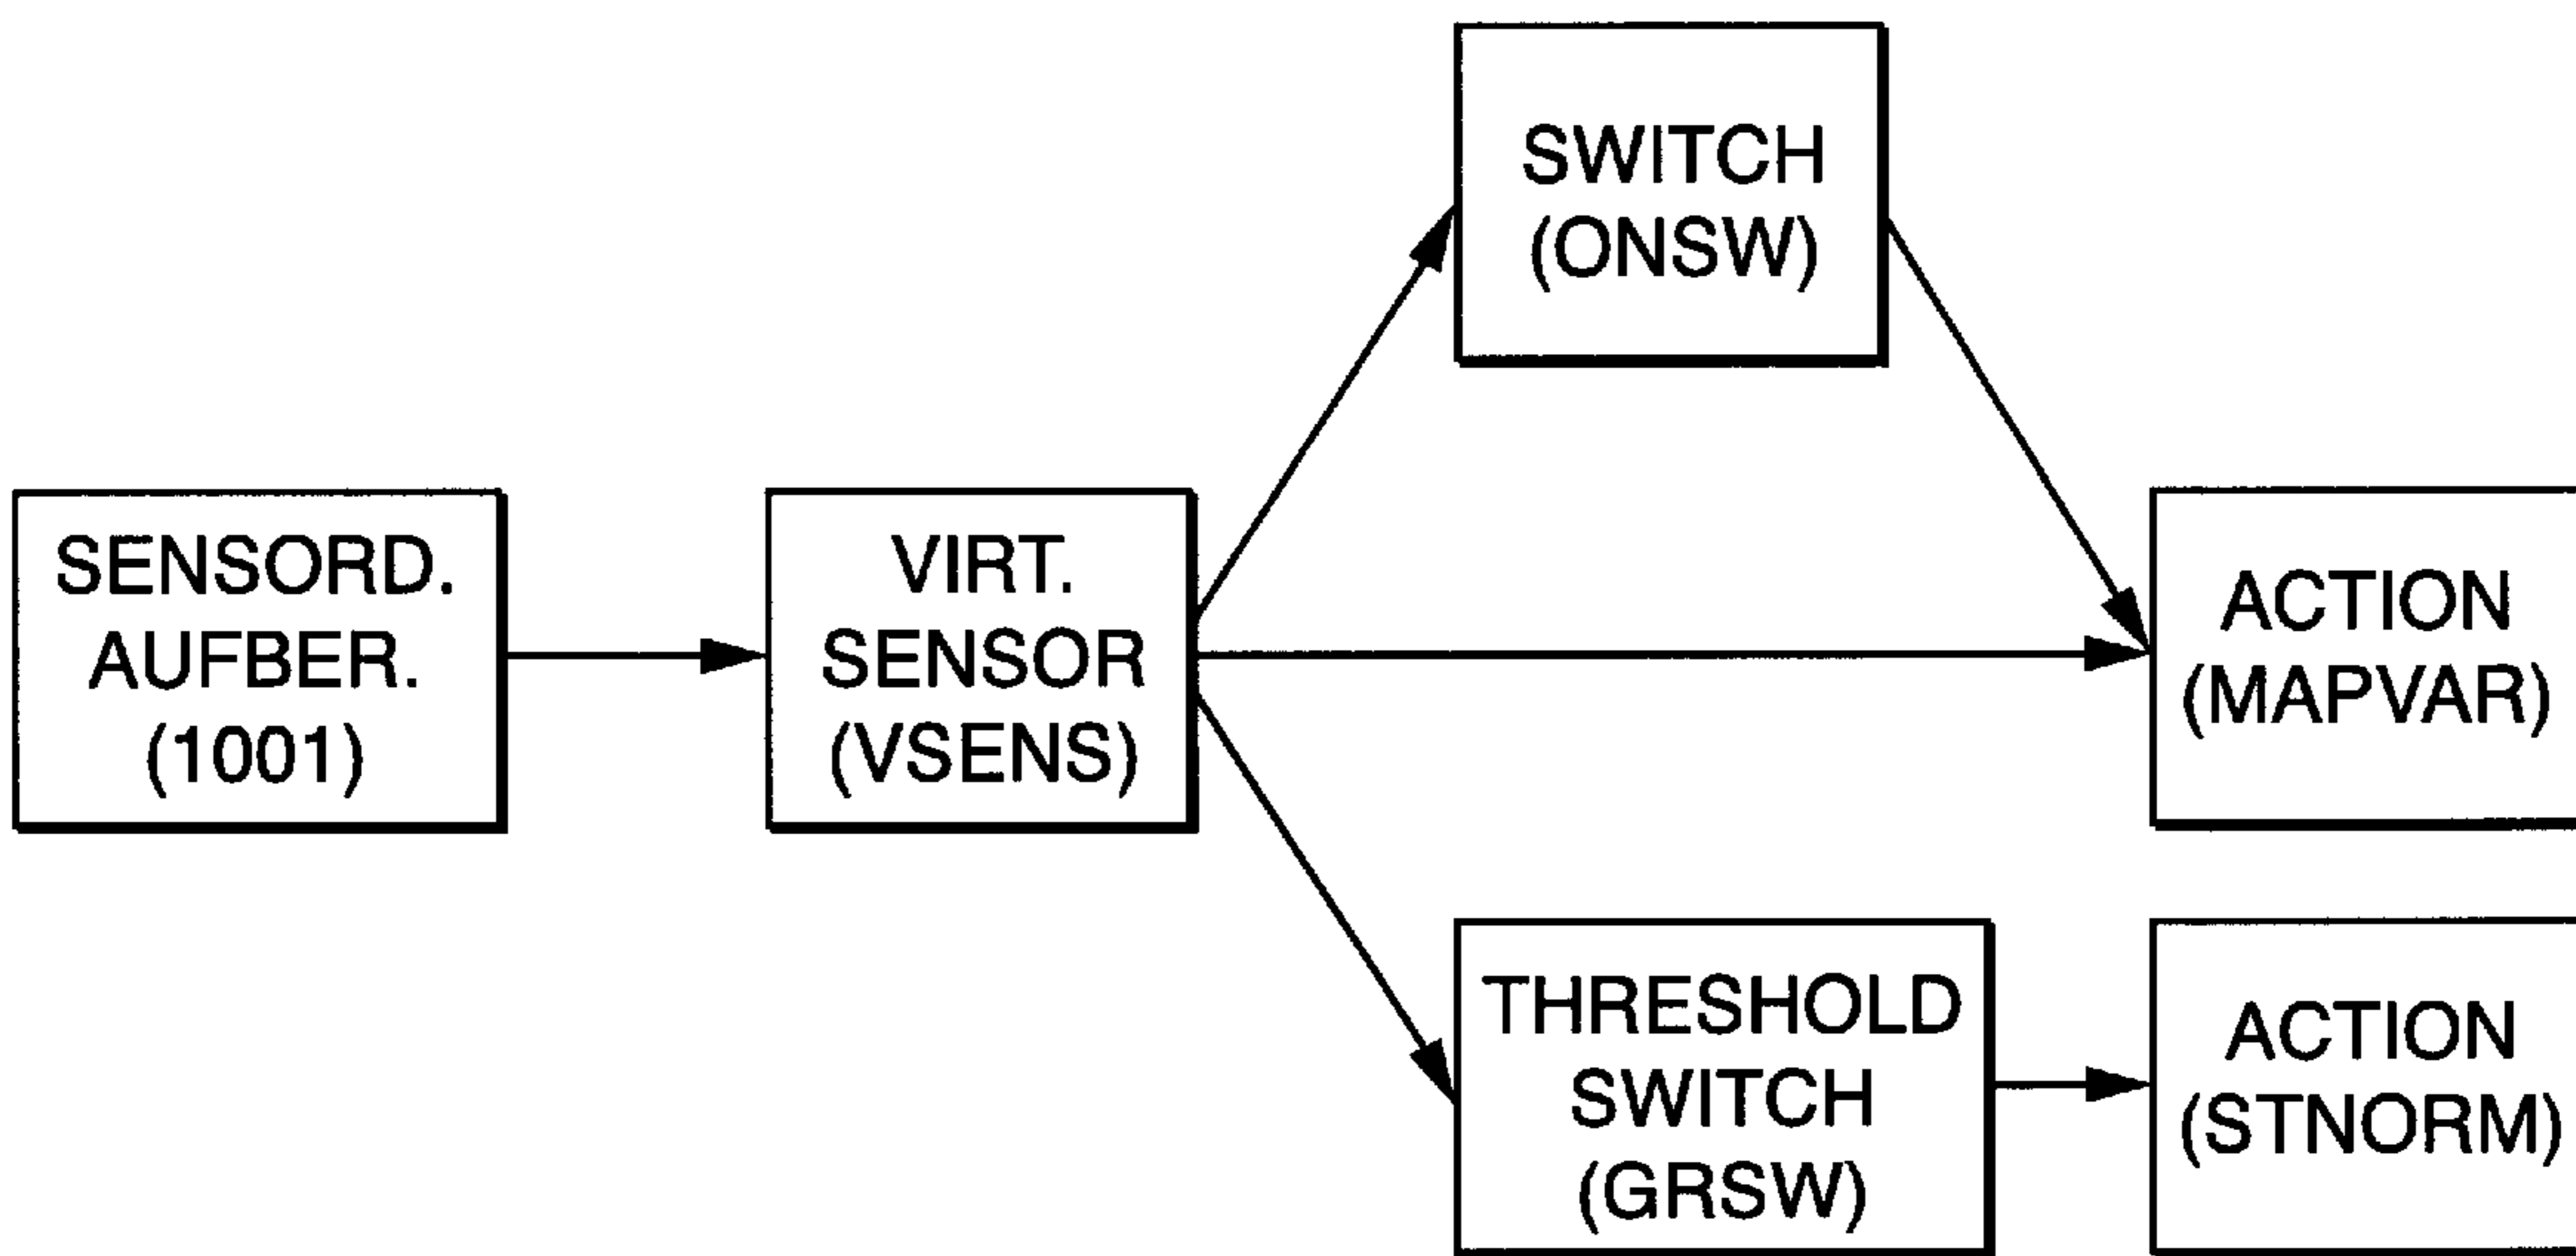 SWITCH
(ONSW)
SENSORD.
AUFBER.
(1001)
VIRT.
SENSOR
(VSENS)
ACTION
(MAPVAR)
THRESHOLD
SWITCH
(GRSW)
ACTION
(STNORM)